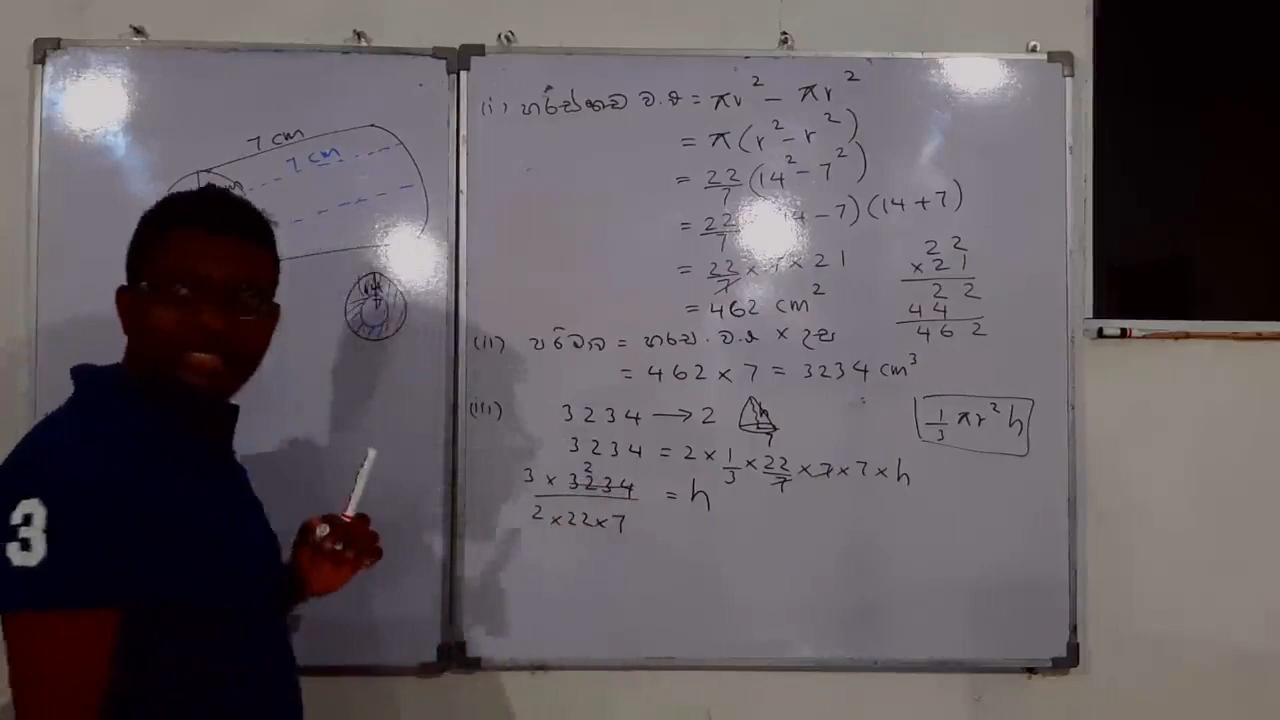 7 cm
7 cm
(i) හරස්කඩ ව.ඵ = πr² − πr²
= π(r² − r²)
= 22/7 (14² − 7²)
= 22/7 (14 − 7)(14 + 7)
= 22/7 × 7 × 21
= 462 cm²
22
×21
22
44
462
(ii) පරිමාව = හරස්. ව.ඵ × දිග
= 462 × 7 = 3234 cm³
(iii) 3234 → 2
h
7
1/3 πr²h
3234 = 2 × 1/3 × 22/7 × 7 × 7 × h
2
3 × 3234 / 2 × 22 × 7 = h
3